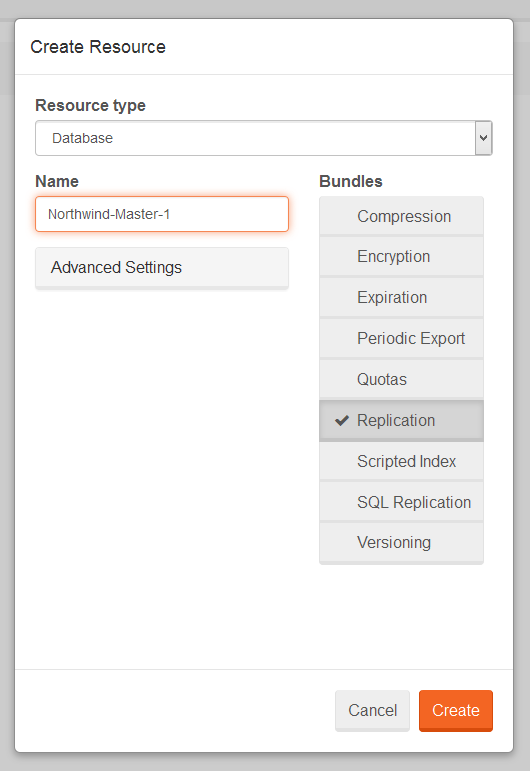 Create Resource
Resource type
Database
Name
Northwind-Master-1
Advanced Settings
Bundles
Compression
Encryption
Expiration
Periodic Export
Quotas
Replication
Scripted Index
SQL Replication
Versioning
Cancel
Create